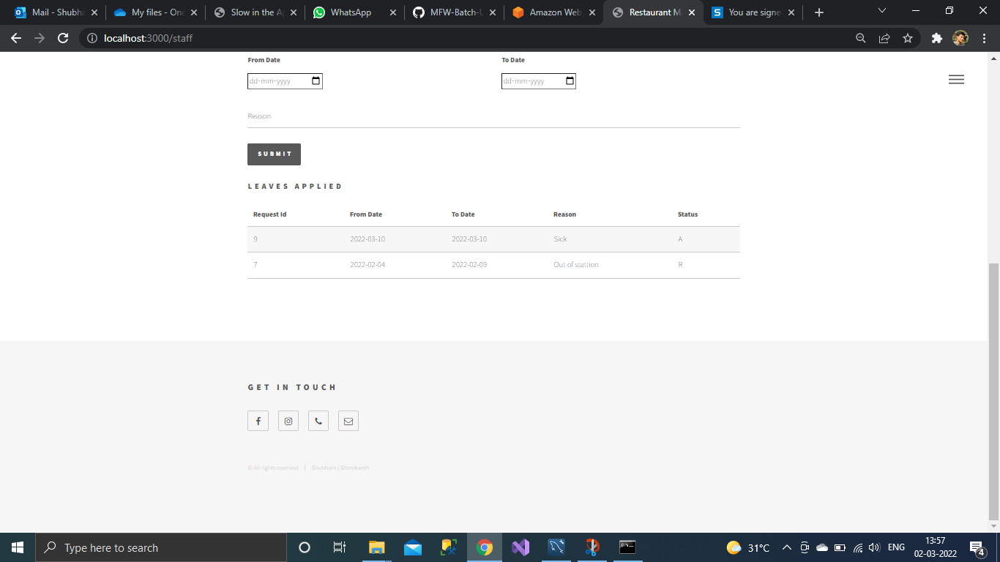 Mail - Shubha
My files - One
Slow in the Ap
WhatsApp
MFW-Batch-
Amazon Web
Restaurant M
S
You are signe
localhost:3000/staff
From Date
To Date
dd-mm-yyyy
dd-mm-yyyy
Reason
SUBMIT
LEAVES APPLIED
Request Id From Date To Date Reason Status
9 2022-03-10 2022-03-10 Sick A
7 2022-02-04 2022-02-09 Out of stattion R
GET IN TOUCH
© All rights reserved | Shubham | Shreekanth
Type here to search
31°C
ENG
13:57
02-03-2022
4